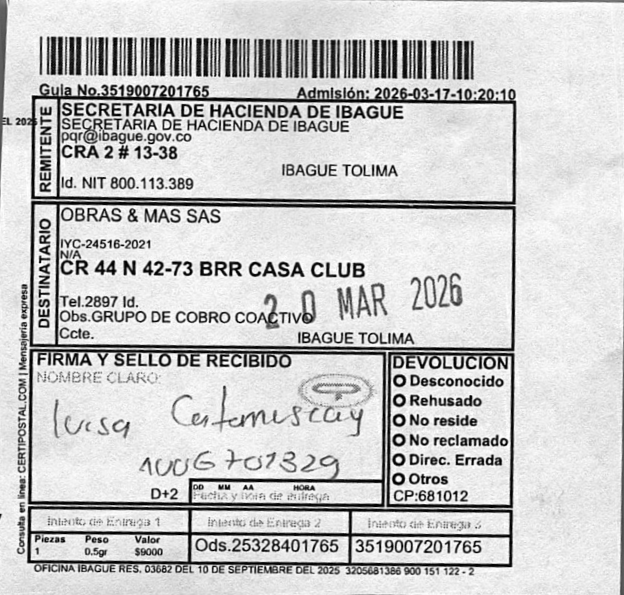 Guia No.3519007201765
Admisión: 2026-03-17-10:20:10
EL 2025
REMITENTE
SECRETARIA DE HACIENDA DE IBAGUE
SECRETARIA DE HACIENDA DE IBAGUE
pqr@ibague.gov.co
CRA 2 # 13-38
IBAGUE TOLIMA
Id. NIT 800.113.389
DESTINATARIO
OBRAS & MAS SAS
IYC-24516-2021
N/A
CR 44 N 42-73 BRR CASA CLUB
20 MAR 2026
Tel.2897 Id.
Obs.GRUPO DE COBRO COACTIVO
Ccte.
IBAGUE TOLIMA
FIRMA Y SELLO DE RECIBIDO
NOMBRE CLARO:
luisa
1006701329
D+2
DD MM AA HORA
Fecha y hora de entrega
DEVOLUCION
Desconocido
Rehusado
No reside
No reclamado
Direc. Errada
Otros
CP:681012
Intento de Entrega 1
Intento de Entrega 2
Intento de Entrega 3
Piezas Peso Valor
1 0.5gr $9000
Ods.25328401765
3519007201765
OFICINA IBAGUE RES. 03682 DEL 10 DE SEPTIEMBRE DEL 2025 3205681386 900 151 122 - 2
Consulta en linea: CERTIPOSTAL.COM | Mensajeria expresa